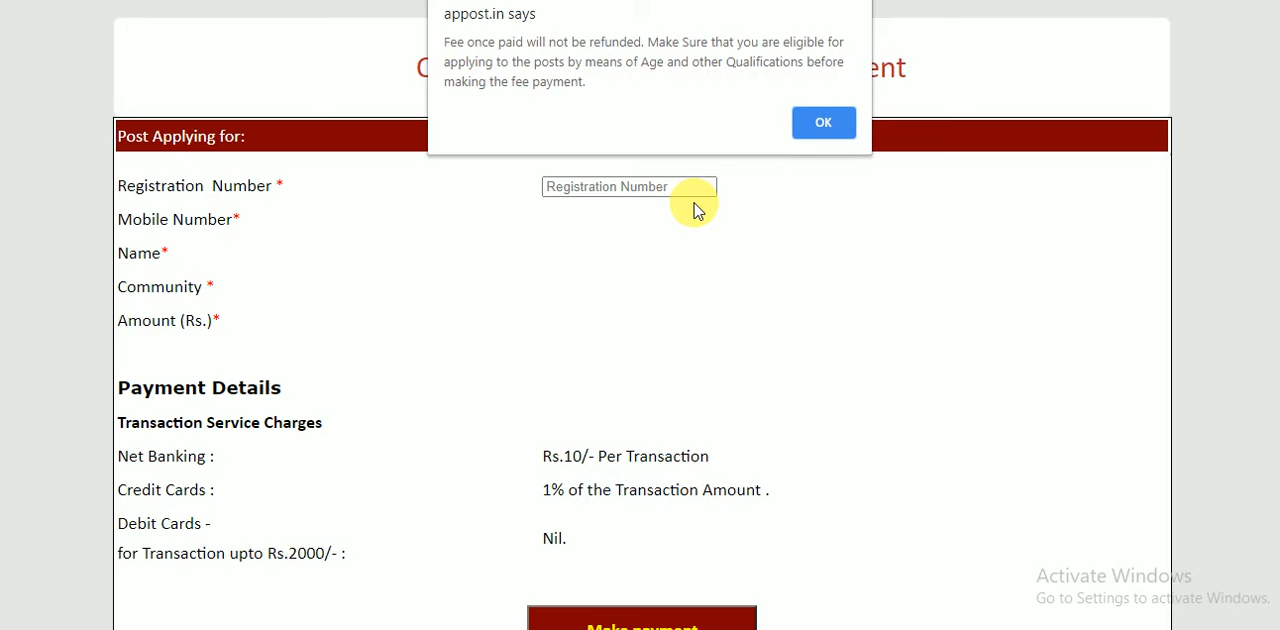 appost.in says
Fee once paid will not be refunded. Make Sure that you are eligible for
applying to the posts by means of Age and other Qualifications before
making the fee payment.
OK
Post Applying for:
Registration Number *
Registration Number
Mobile Number*
Name*
Community *
Amount (Rs.)*
Payment Details
Transaction Service Charges
Net Banking :
Rs.10/- Per Transaction
Credit Cards :
1% of the Transaction Amount .
Debit Cards -
for Transaction upto Rs.2000/- :
Nil.
Make payment
Activate Windows
Go to Settings to activate Windows.